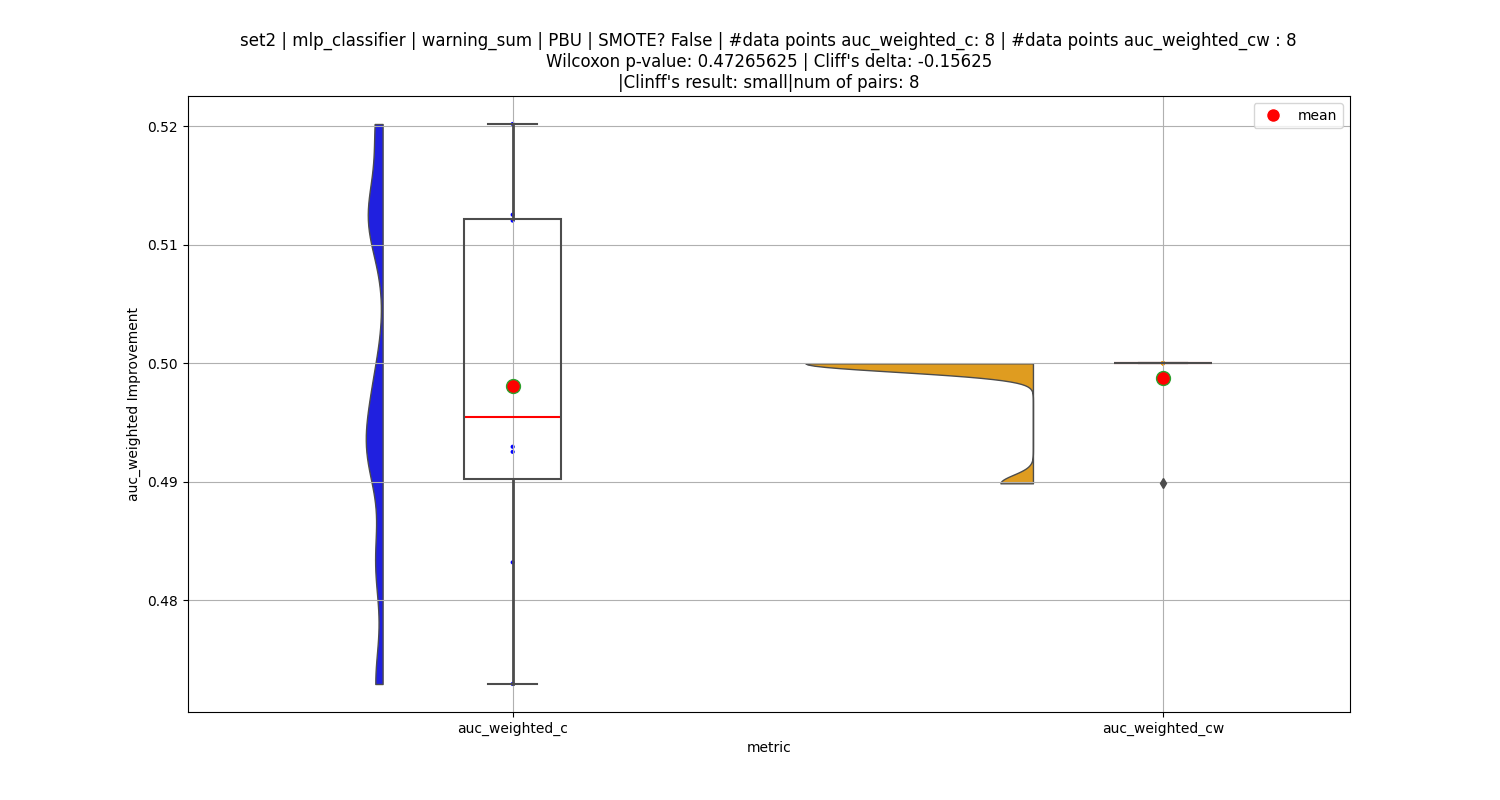 set2 | mlp_classifier | warning_sum | PBU | SMOTE? False | #data points auc_weighted_c: 8 | #data points auc_weighted_cw : 8
Wilcoxon p-value: 0.47265625 | Cliff's delta: -0.15625
|Clinff's result: small|num of pairs: 8
mean
0.52
0.51
0.50
0.49
0.48
auc_weighted Improvement
auc_weighted_c
auc_weighted_cw
metric